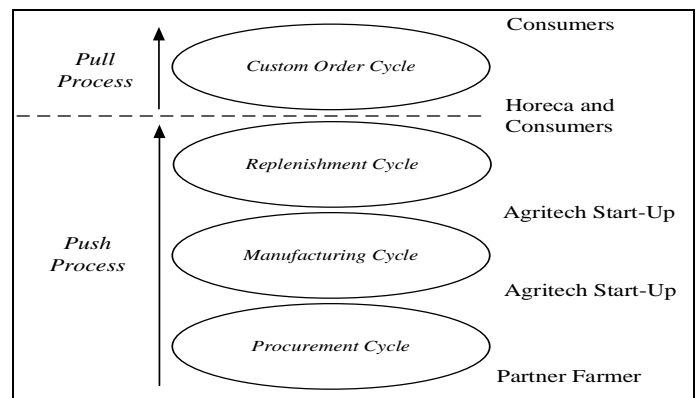 Consumers
Pull
Process
Custom Order Cycle
Horeca and
Consumers
Replenishment Cycle
Agritech Start-Up
Push
Process
Manufacturing Cycle
Agritech Start-Up
Procurement Cycle
Partner Farmer